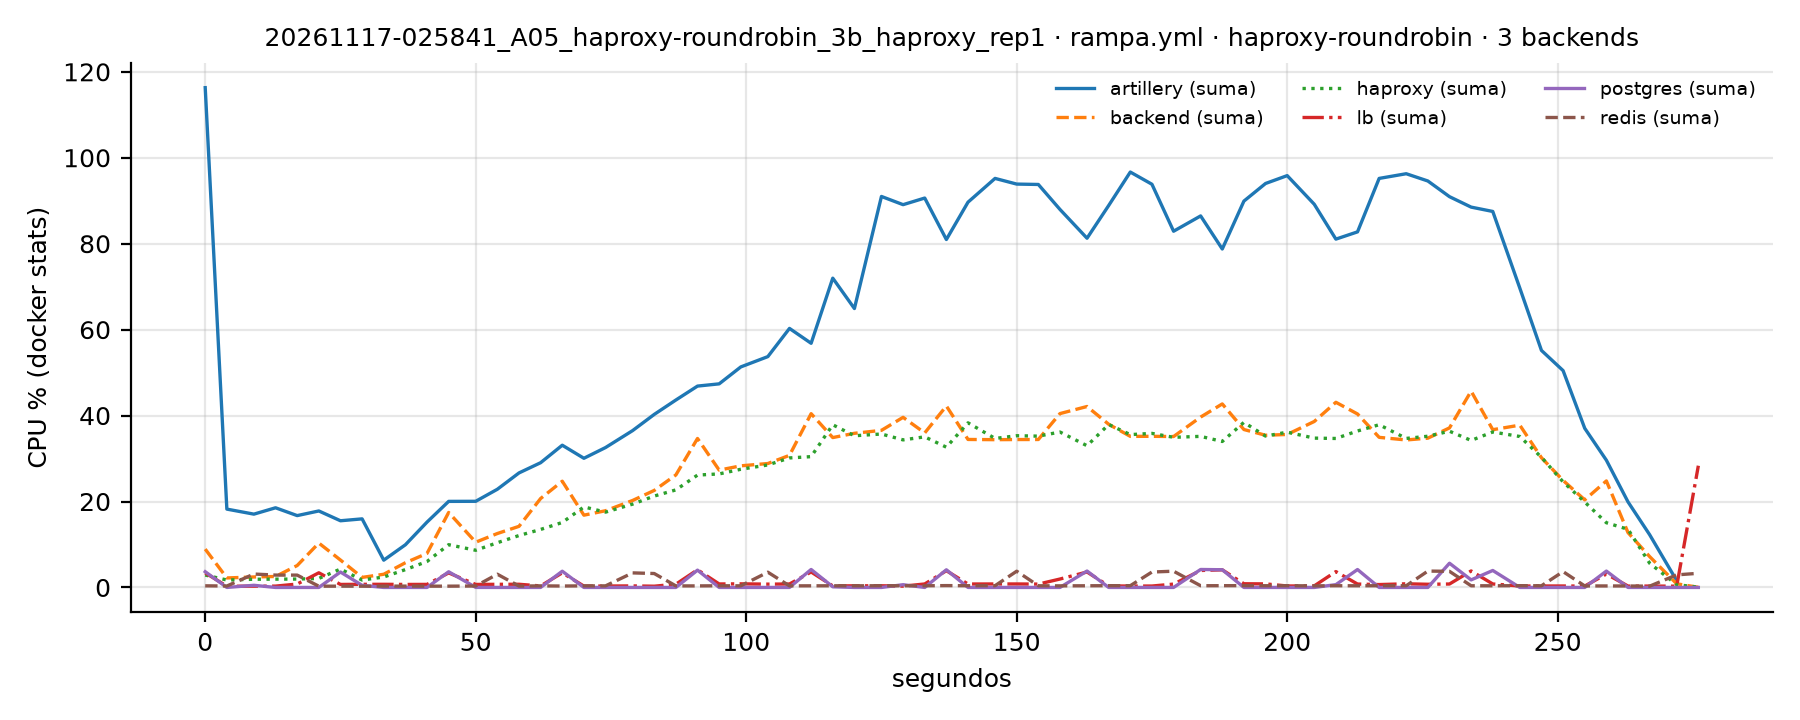 20261117-025841_A05_haproxy-roundrobin_3b_haproxy_rep1 · rampa.yml · haproxy-roundrobin · 3 backends
CPU % (docker stats)
120
100
80
60
40
20
0
artillery (suma)
backend (suma)
haproxy (suma)
lb (suma)
postgres (suma)
redis (suma)
0
50
100
150
200
250
segundos